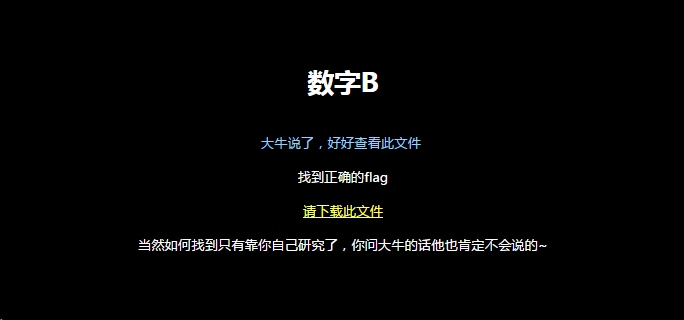 数字B
大牛说了，好好查看此文件
找到正确的flag
请下载此文件
当然如何找到只有靠你自己研究了，你问大牛的话他也肯定不会说的~